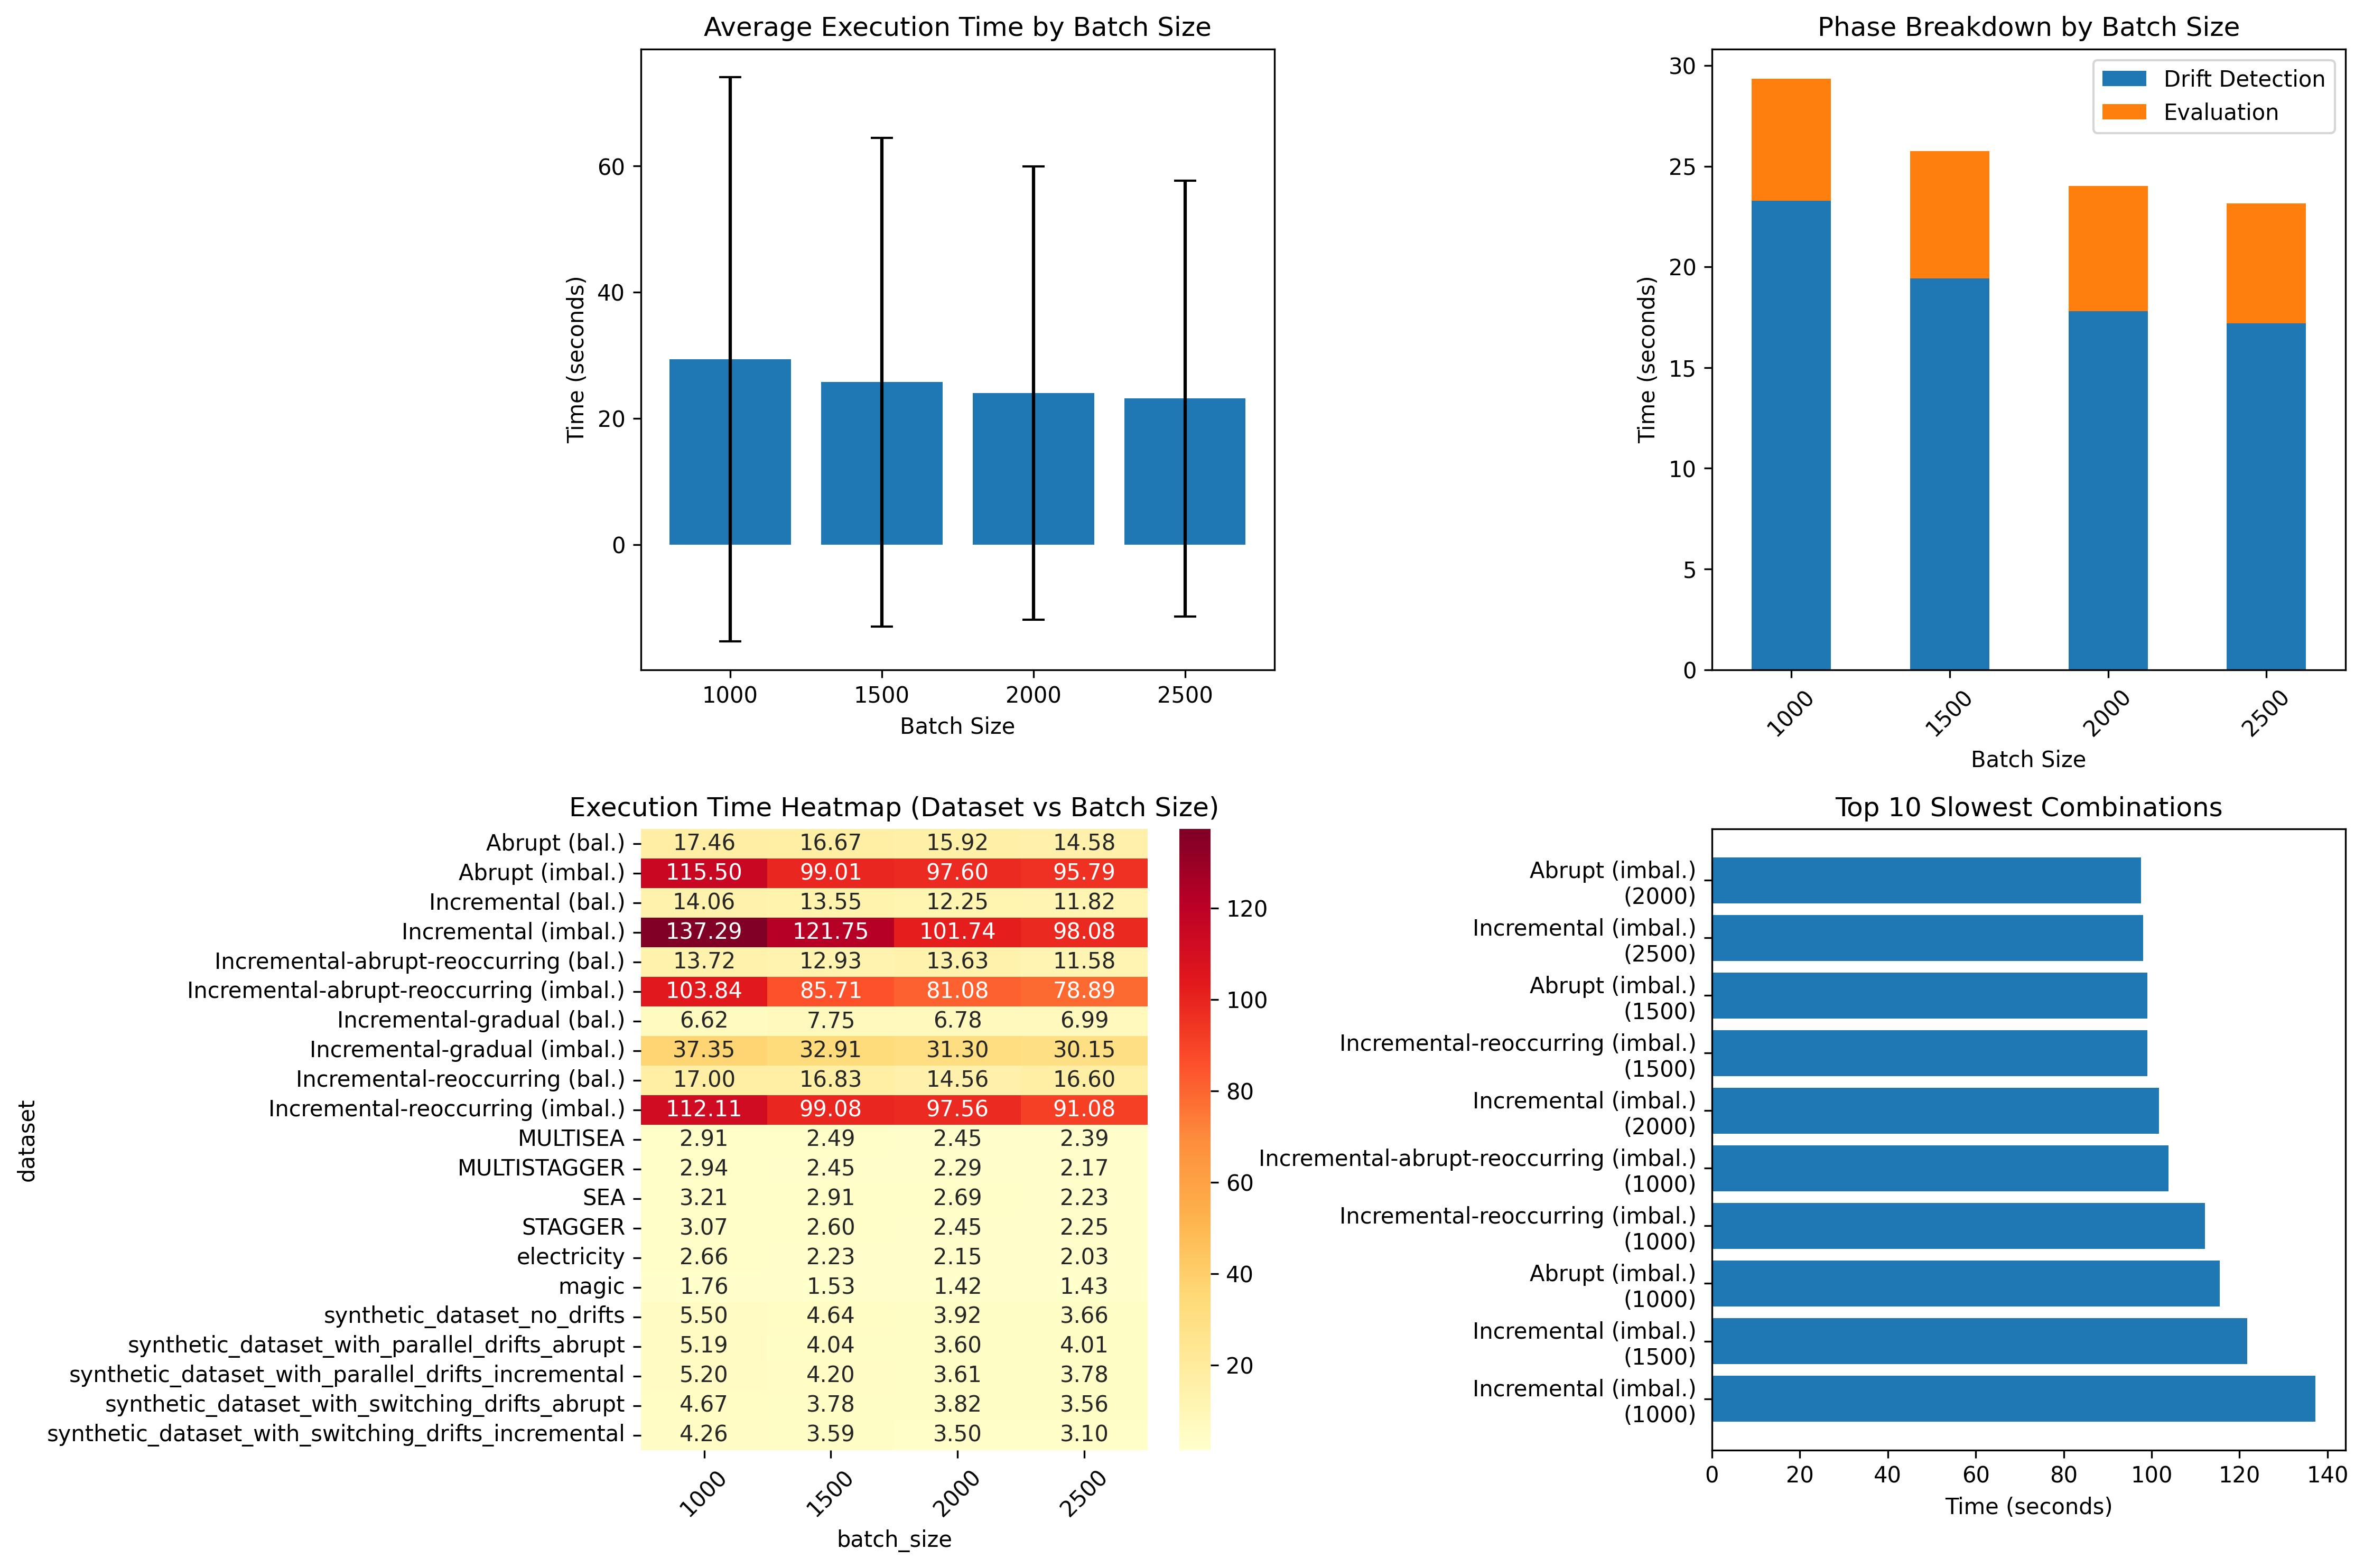 Average Execution Time by Batch Size
Time (seconds)
60
40
20
0
1000 1500 2000 2500
Batch Size
Phase Breakdown by Batch Size
Drift Detection
Evaluation
Time (seconds)
30
25
20
15
10
5
0
1000 1500 2000 2500
Batch Size
Execution Time Heatmap (Dataset vs Batch Size)
dataset
Abrupt (bal.) 17.46 16.67 15.92 14.58
Abrupt (imbal.) 115.50 99.01 97.60 95.79
Incremental (bal.) 14.06 13.55 12.25 11.82
Incremental (imbal.) 137.29 121.75 101.74 98.08
Incremental-abrupt-reoccurring (bal.) 13.72 12.93 13.63 11.58
Incremental-abrupt-reoccurring (imbal.) 103.84 85.71 81.08 78.89
Incremental-gradual (bal.) 6.62 7.75 6.78 6.99
Incremental-gradual (imbal.) 37.35 32.91 31.30 30.15
Incremental-reoccurring (bal.) 17.00 16.83 14.56 16.60
Incremental-reoccurring (imbal.) 112.11 99.08 97.56 91.08
MULTISEA 2.91 2.49 2.45 2.39
MULTISTAGGER 2.94 2.45 2.29 2.17
SEA 3.21 2.91 2.69 2.23
STAGGER 3.07 2.60 2.45 2.25
electricity 2.66 2.23 2.15 2.03
magic 1.76 1.53 1.42 1.43
synthetic_dataset_no_drifts 5.50 4.64 3.92 3.66
synthetic_dataset_with_parallel_drifts_abrupt 5.19 4.04 3.60 4.01
synthetic_dataset_with_parallel_drifts_incremental 5.20 4.20 3.61 3.78
synthetic_dataset_with_switching_drifts_abrupt 4.67 3.78 3.82 3.56
synthetic_dataset_with_switching_drifts_incremental 4.26 3.59 3.50 3.10
1000 1500 2000 2500
batch_size
120
100
80
60
40
20
Top 10 Slowest Combinations
Abrupt (imbal.)
(2000)
Incremental (imbal.)
(2500)
Abrupt (imbal.)
(1500)
Incremental-reoccurring (imbal.)
(1500)
Incremental (imbal.)
(2000)
Incremental-abrupt-reoccurring (imbal.)
(1000)
Incremental-reoccurring (imbal.)
(1000)
Abrupt (imbal.)
(1000)
Incremental (imbal.)
(1500)
Incremental (imbal.)
(1000)
0 20 40 60 80 100 120 140
Time (seconds)